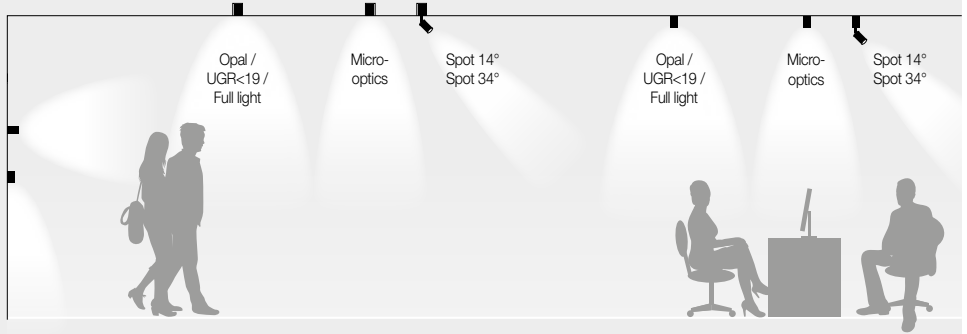 Opal /
UGR<19 /
Full light
Micro-
optics
Spot 14°
Spot 34°
Opal /
UGR<19 /
Full light
Micro-
optics
Spot 14°
Spot 34°